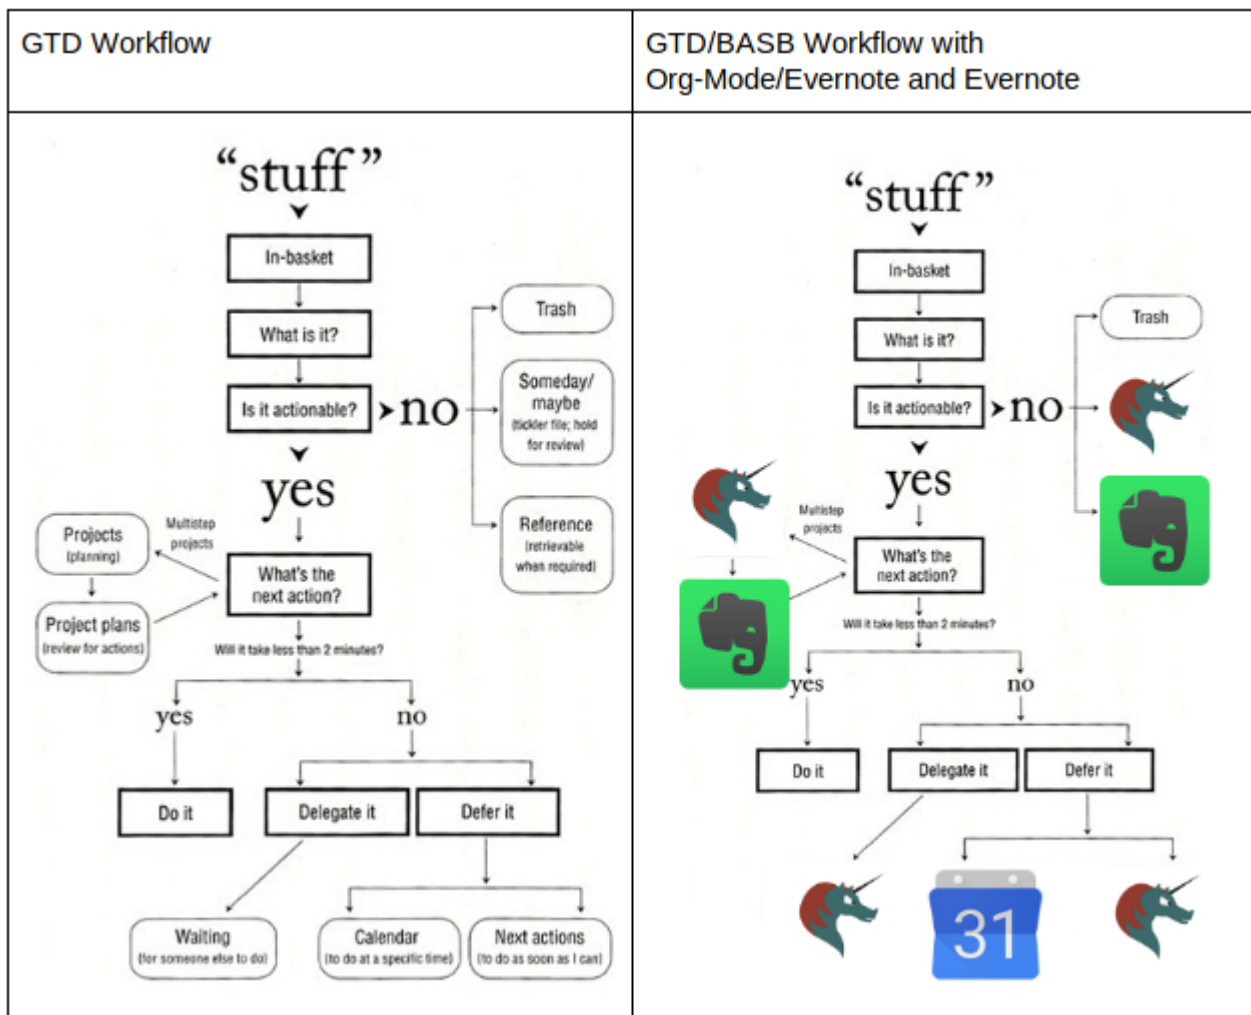 GTD Workflow
GTD/BASB Workflow with
Org-Mode/Evernote and Evernote
“stuff”
In-basket
What is it?
Is it actionable?
no
Trash
Someday/
maybe
(tickler file; hold
for review)
Reference
(retrievable
when required)
yes
Multistep
projects
Projects
(planning)
Project plans
(review for actions)
What's the
next action?
Will it take less than 2 minutes?
yes
no
Do it
Delegate it
Defer it
Waiting
(for someone else to do)
Calendar
(to do at a specific time)
Next actions
(to do as soon as I can)
“stuff”
In-basket
What is it?
Is it actionable?
no
Trash
yes
Multistep
projects
What's the
next action?
Will it take less than 2 minutes?
yes
no
Do it
Delegate it
Defer it
31